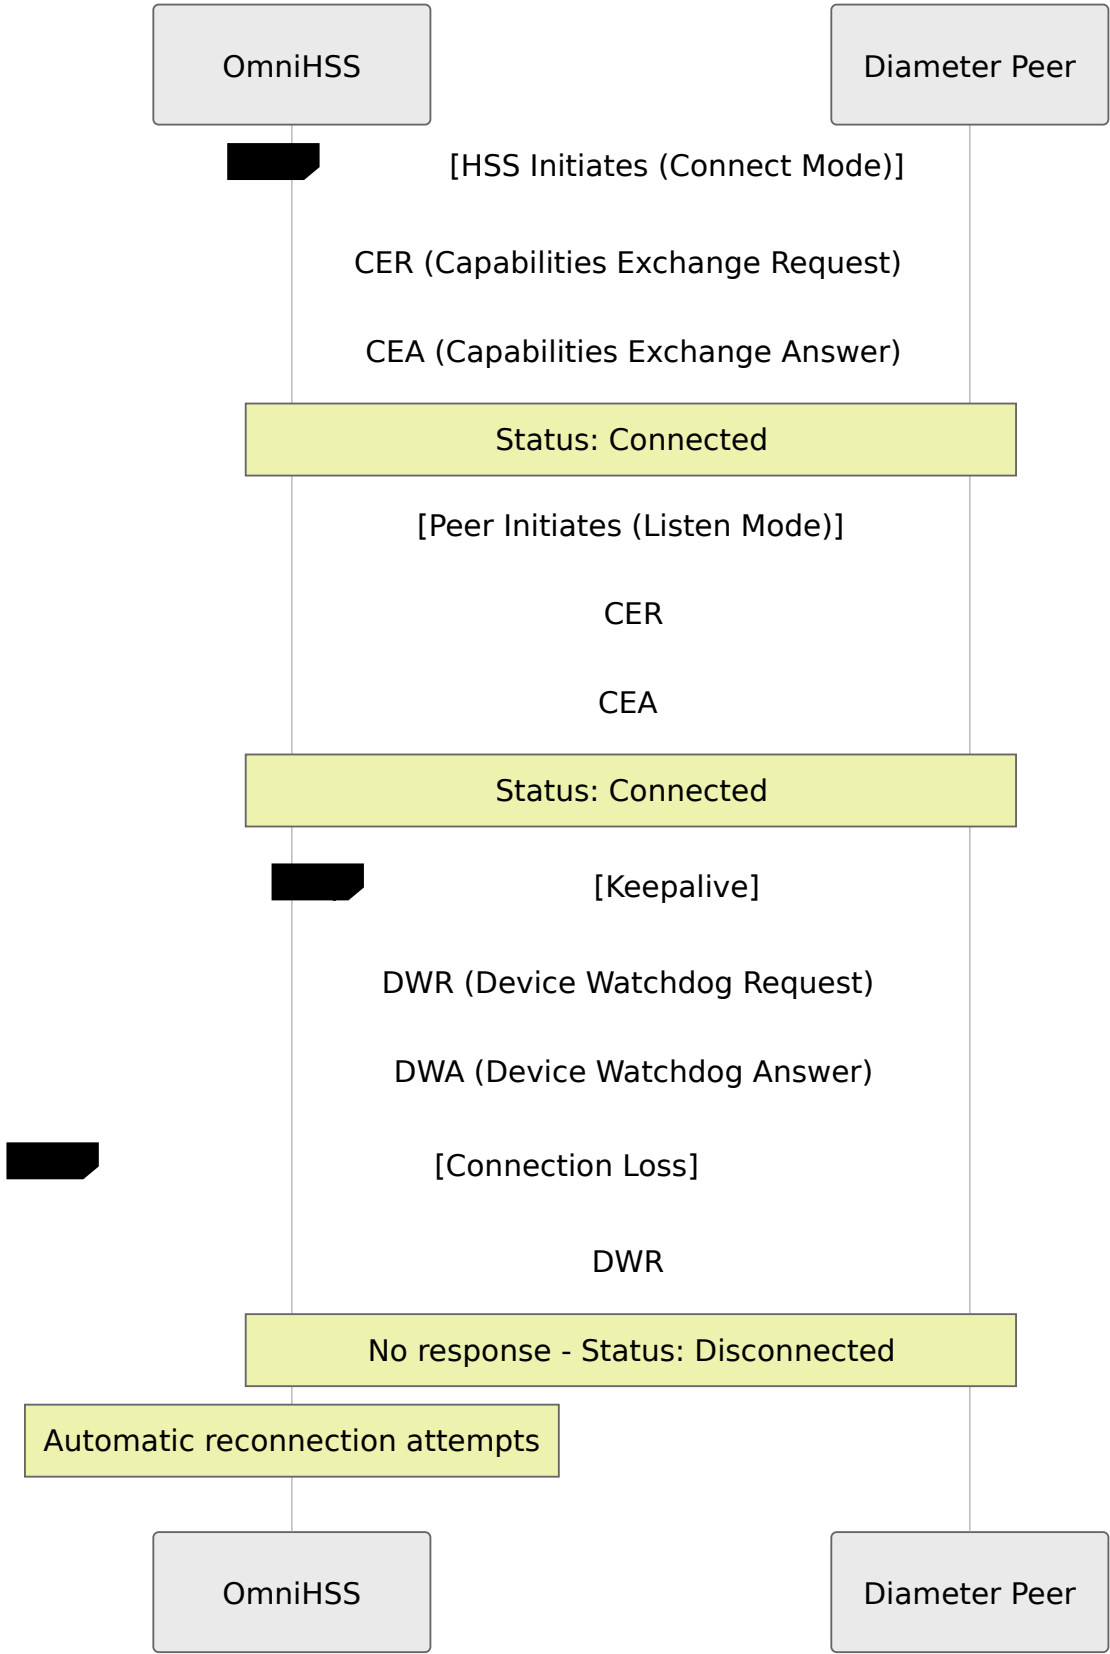 OmniHSS
Diameter Peer
[HSS Initiates (Connect Mode)]
CER (Capabilities Exchange Request)
CEA (Capabilities Exchange Answer)
Status: Connected
[Peer Initiates (Listen Mode)]
CER
CEA
Status: Connected
[Keepalive]
DWR (Device Watchdog Request)
DWA (Device Watchdog Answer)
[Connection Loss]
DWR
No response - Status: Disconnected
Automatic reconnection attempts
OmniHSS
Diameter Peer